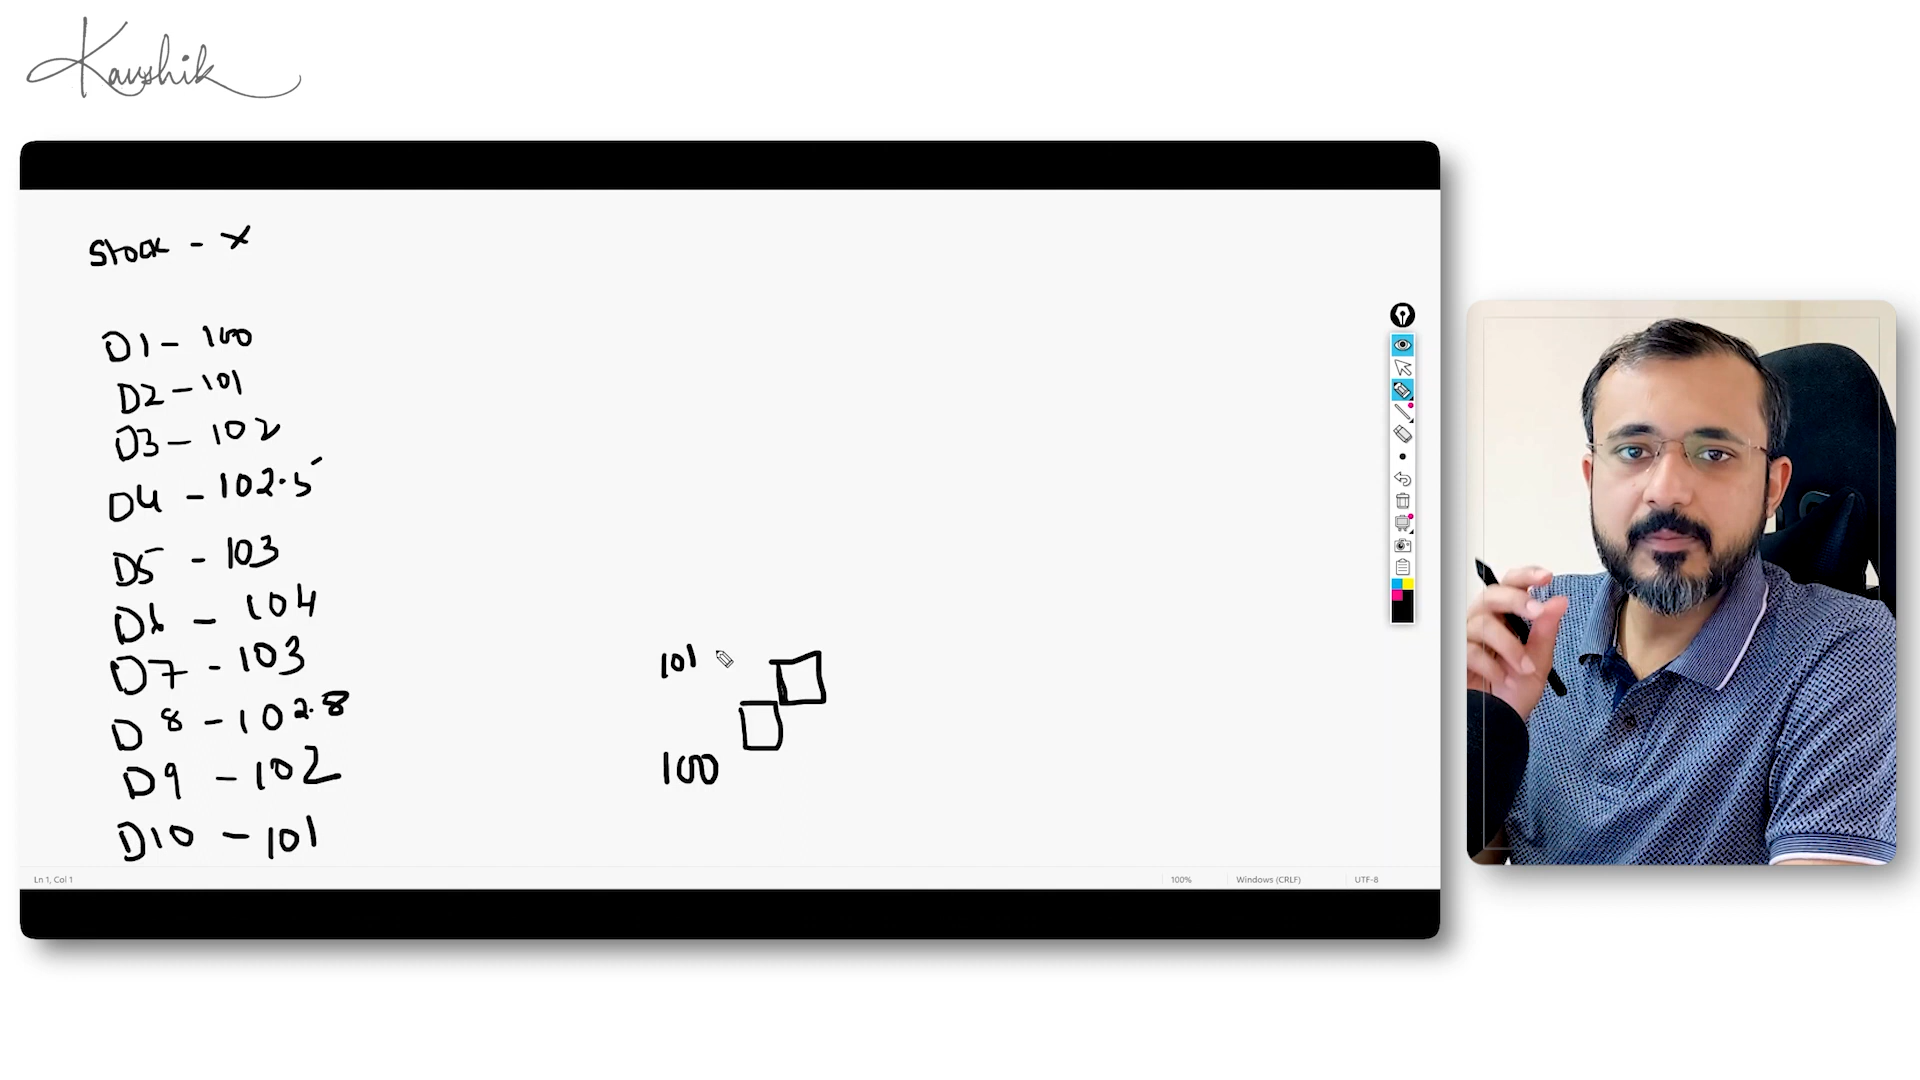 Kaushik
Stock - X
D1 - 100
D2 - 101
D3 - 102
D4 - 102.5
D5 - 103
D6 - 104
D7 - 103
D8 - 102.8
D9 - 102
D10 - 101
101
100
Ln 1, Col 1
100%
Windows (CRLF)
UTF-8